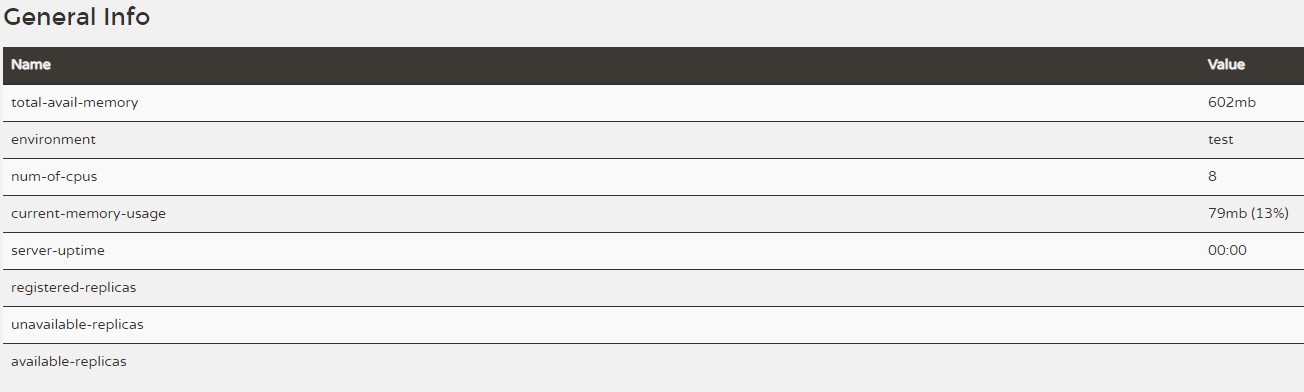 General Info
Name Value
total-avail-memory 602mb
environment test
num-of-cpus 8
current-memory-usage 79mb (13%)
server-uptime 00:00
registered-replicas
unavailable-replicas
available-replicas